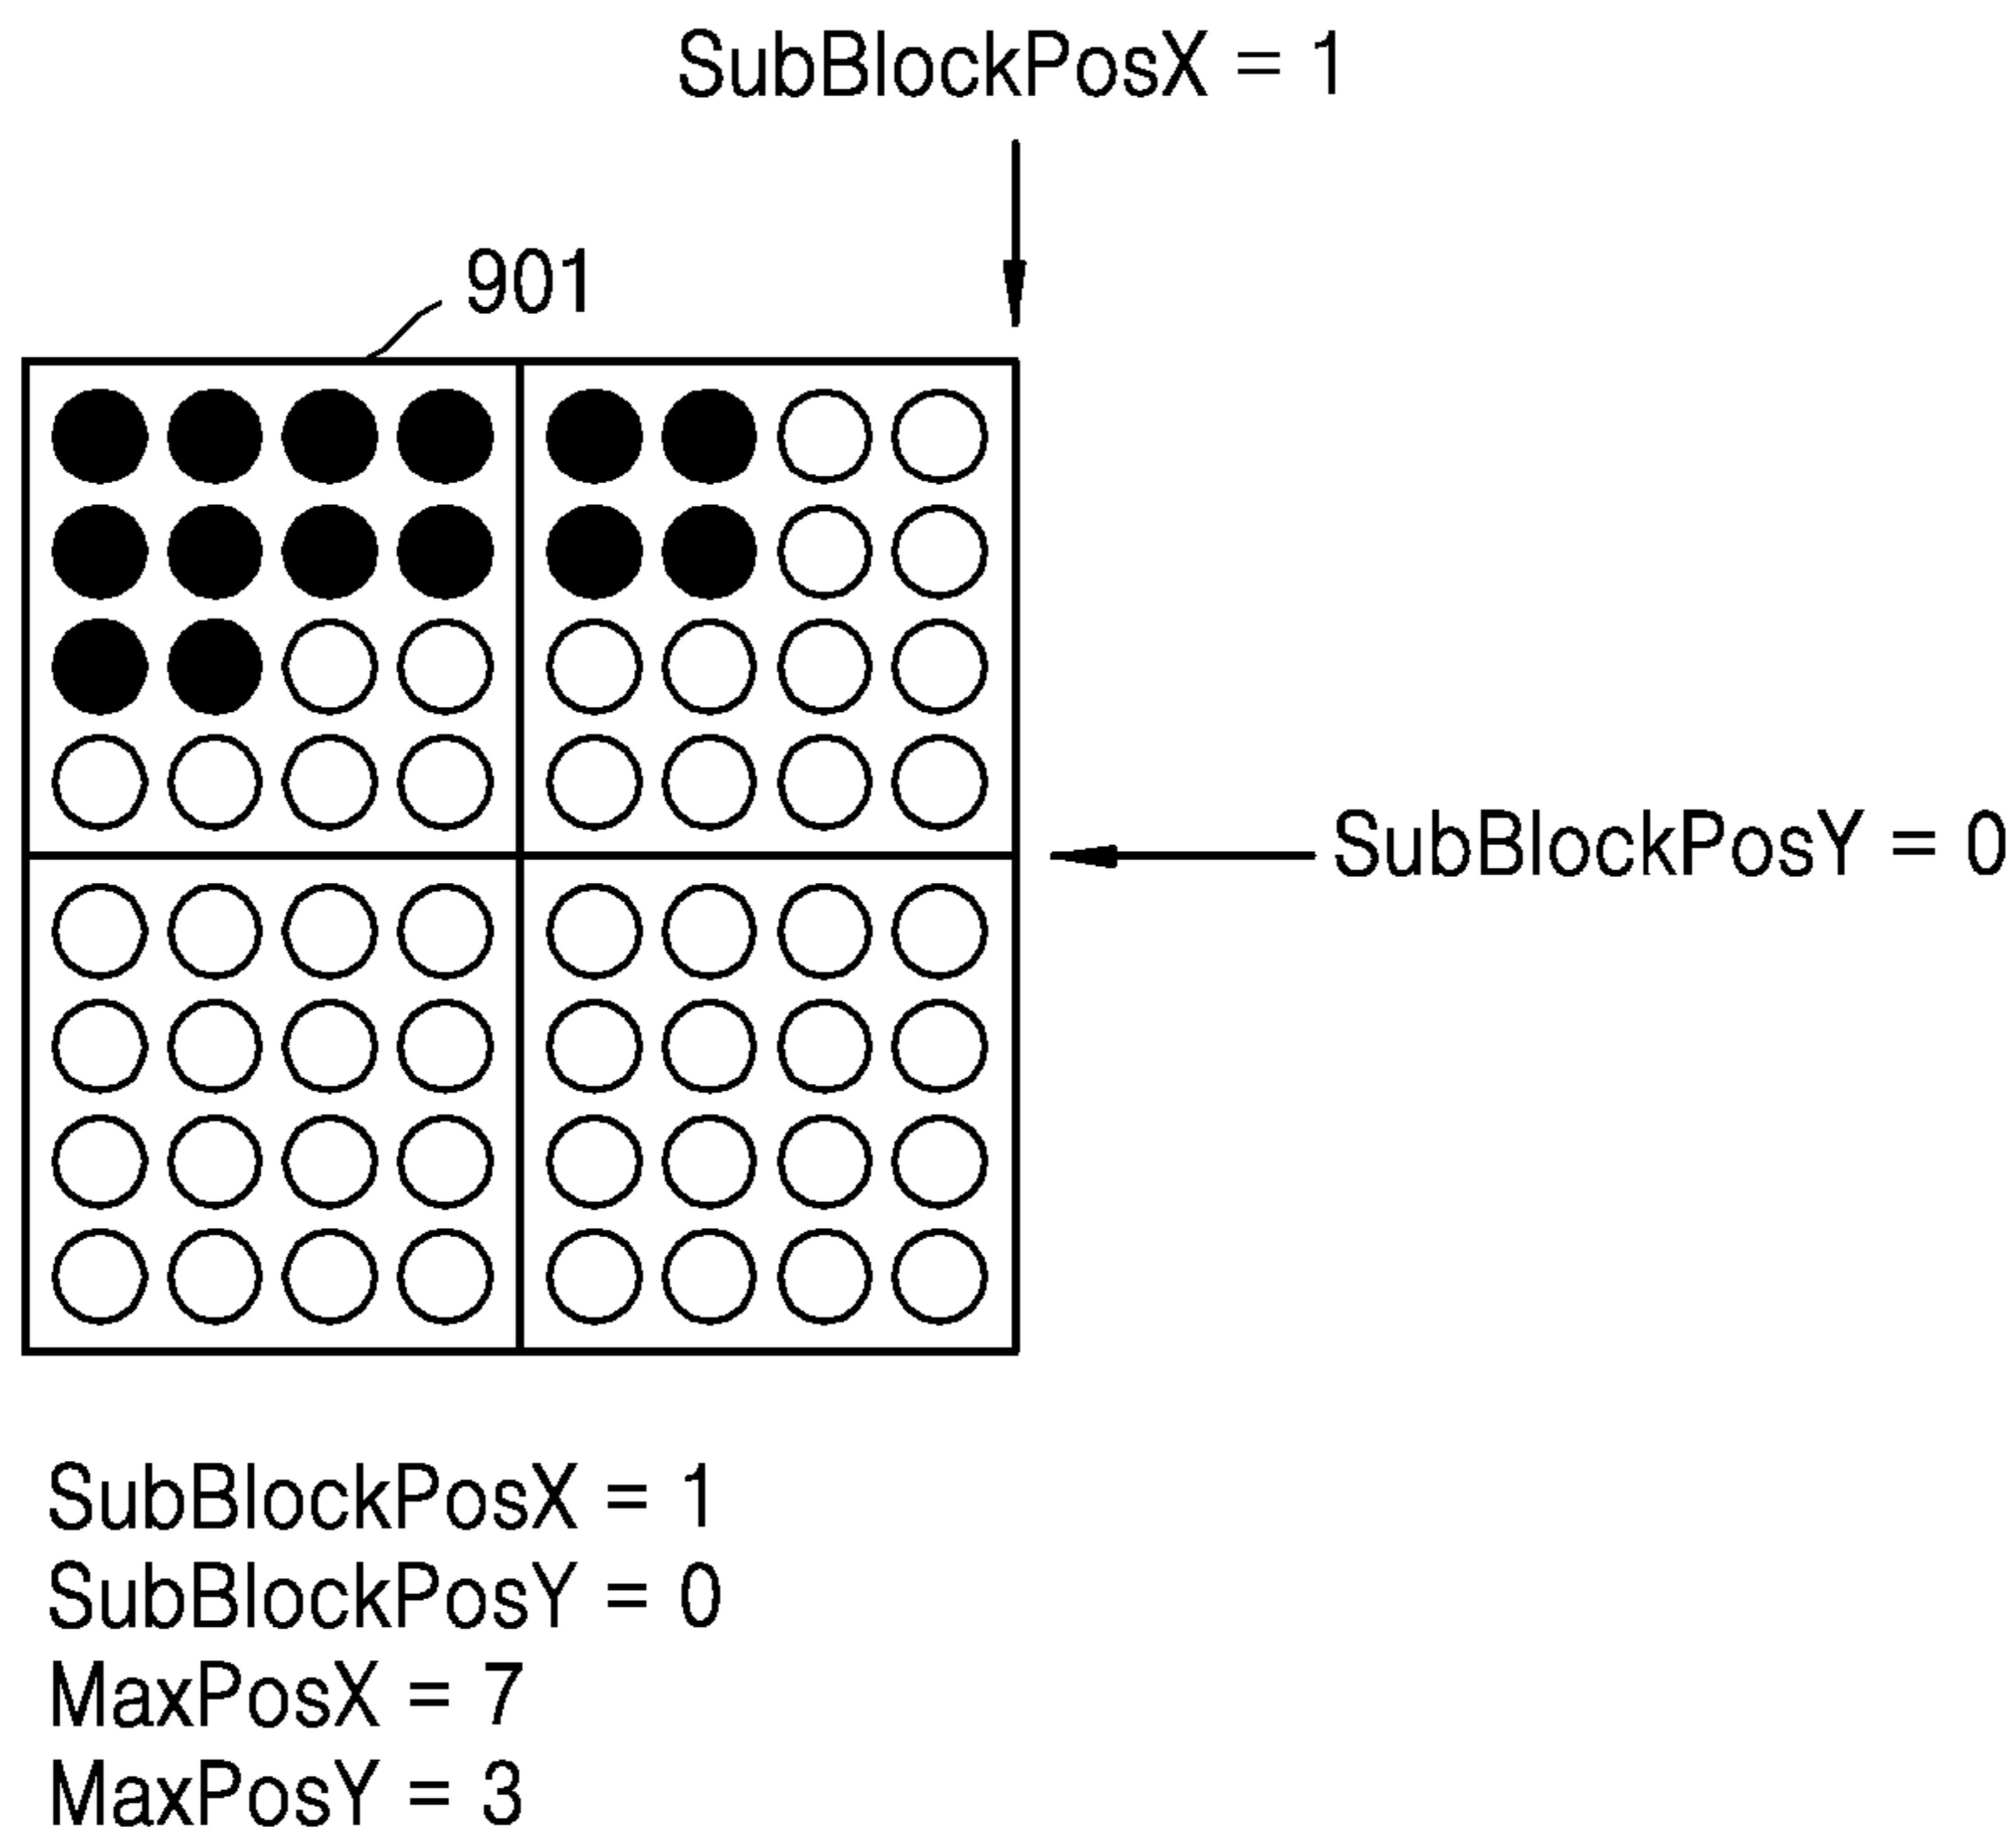 SubBlockPosX = 1
901
SubBlockPosY = 0
SubBlockPosX = 1
SubBlockPosY = 0
MaxPosX = 7
MaxPosY = 3